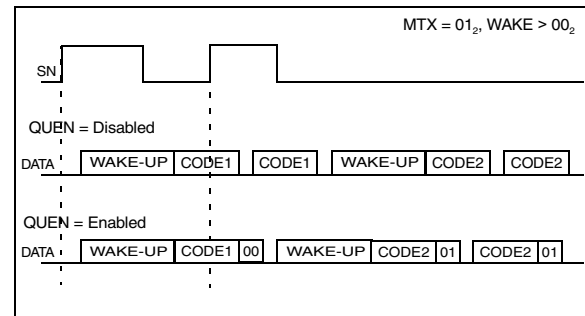 MTX = 01₂, WAKE > 00₂
SN
QUEN = Disabled
DATA WAKE-UP CODE1 CODE1 WAKE-UP CODE2 CODE2
QUEN = Enabled
DATA WAKE-UP CODE1 00 WAKE-UP CODE2 01 CODE2 01